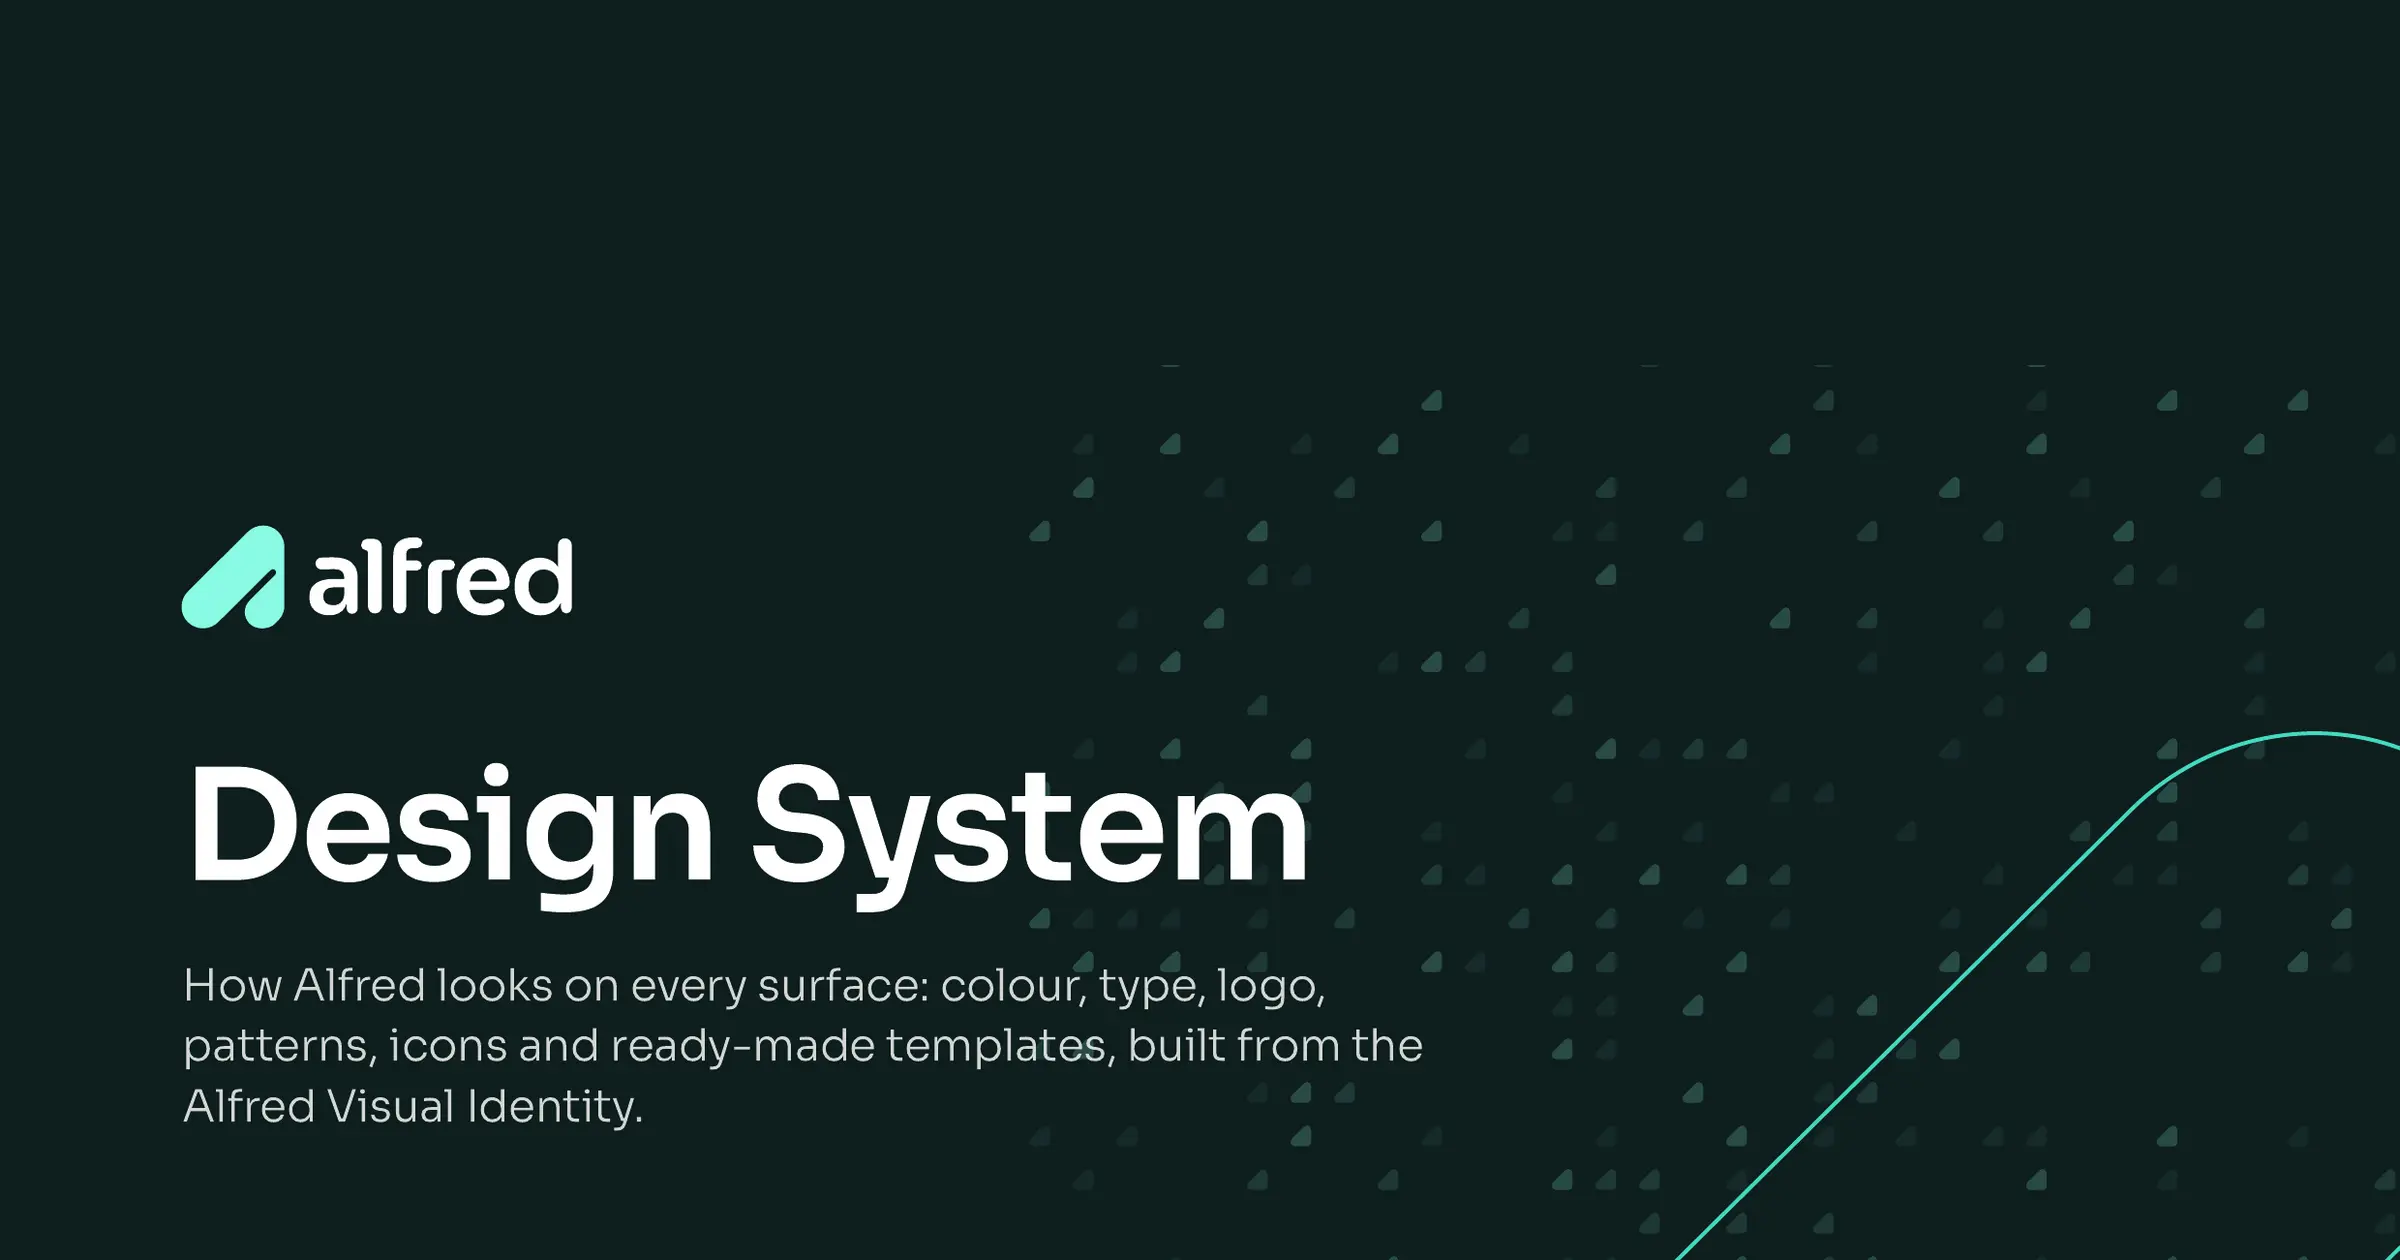 alfred
Design System
How Alfred looks on every surface: colour, type, logo,
patterns, icons and ready-made templates, built from the
Alfred Visual Identity.